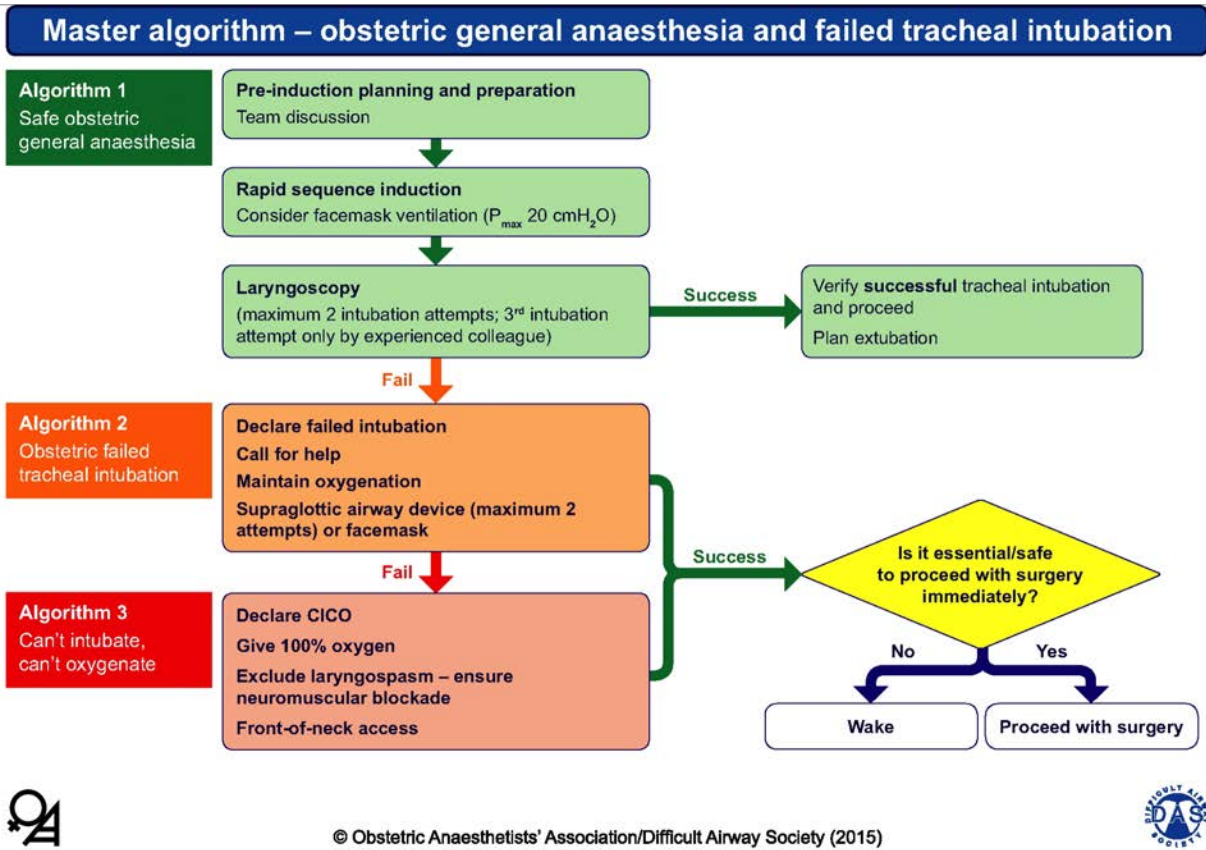 Master algorithm – obstetric general anaesthesia and failed tracheal intubation
Algorithm 1
Safe obstetric
general anaesthesia
Pre-induction planning and preparation
Team discussion
Rapid sequence induction
Consider facemask ventilation (Pmax 20 cmH2O)
Laryngoscopy
(maximum 2 intubation attempts; 3rd intubation
attempt only by experienced colleague)
Success
Verify successful tracheal intubation
and proceed
Plan extubation
Fail
Algorithm 2
Obstetric failed
tracheal intubation
Declare failed intubation
Call for help
Maintain oxygenation
Supraglottic airway device (maximum 2
attempts) or facemask
Success
Is it essential/safe
to proceed with surgery
immediately?
Fail
Algorithm 3
Can't intubate,
can't oxygenate
Declare CICO
Give 100% oxygen
Exclude laryngospasm – ensure
neuromuscular blockade
Front-of-neck access
No
Yes
Wake
Proceed with surgery
© Obstetric Anaesthetists' Association/Difficult Airway Society (2015)
DIFFICULT AIRWAY
DAS
SOCIETY